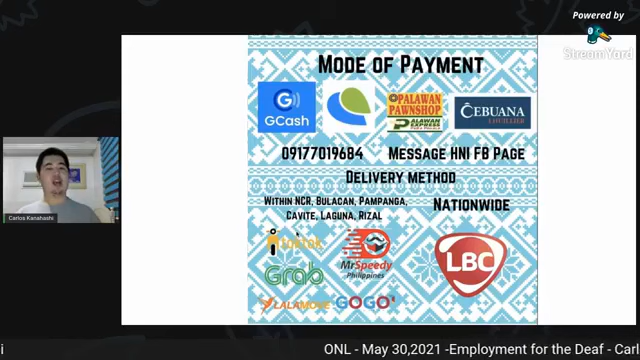 Powered by
StreamYard
MODE OF PAYMENT
GCash
PALAWAN
PAWNSHOP
PALAWAN
EXPRESS
CEBUANA
LHUILLIER
09177019684
MESSAGE HNI FB PAGE
DELIVERY METHOD
WITHIN NCR, BULACAN, PAMPANGA,
CAVITE, LAGUNA, RIZAL
NATIONWIDE
toktok
MrSpeedy
Philippines
LBC
Grab
LALAMOVE
GOGO
Carlos Kanahashi
i
ONL - May 30,2021 -Employment for the Deaf - Carl